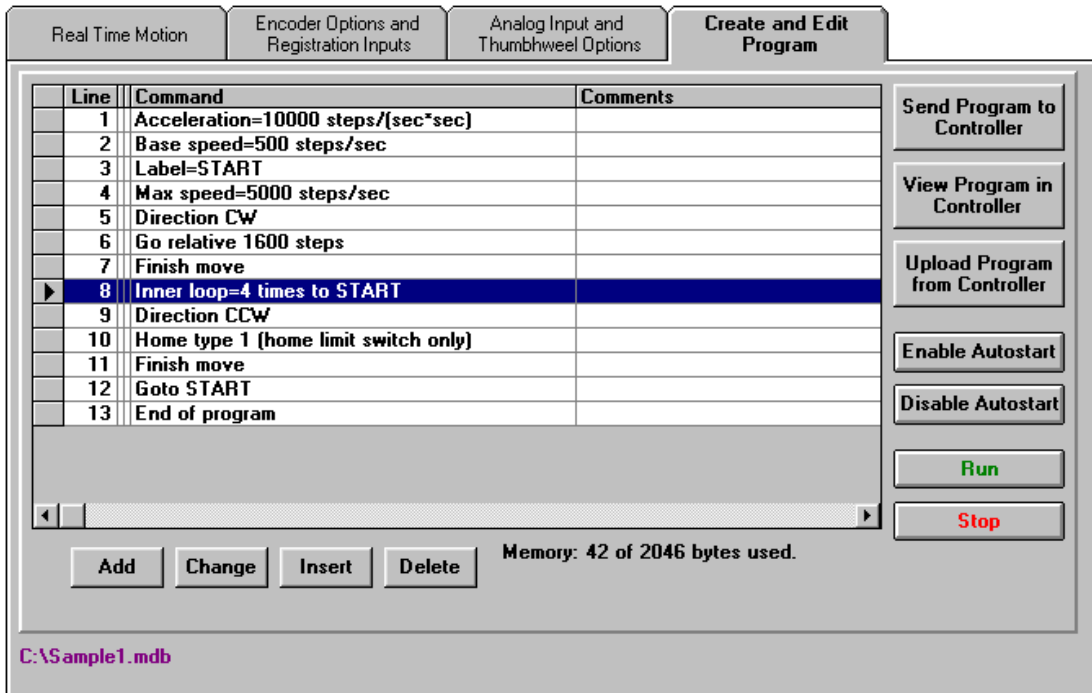 Real Time Motion
Encoder Options and
Registration Inputs
Analog Input and
Thumbhweel Options
Create and Edit
Program
Line Command Comments
1 Acceleration=10000 steps/(sec*sec)
2 Base speed=500 steps/sec
3 Label=START
4 Max speed=5000 steps/sec
5 Direction CW
6 Go relative 1600 steps
7 Finish move
8 Inner loop=4 times to START
9 Direction CCW
10 Home type 1 (home limit switch only)
11 Finish move
12 Goto START
13 End of program
Send Program to
Controller
View Program in
Controller
Upload Program
from Controller
Enable Autostart
Disable Autostart
Run
Stop
Add Change Insert Delete Memory: 42 of 2046 bytes used.
C:\Sample1.mdb